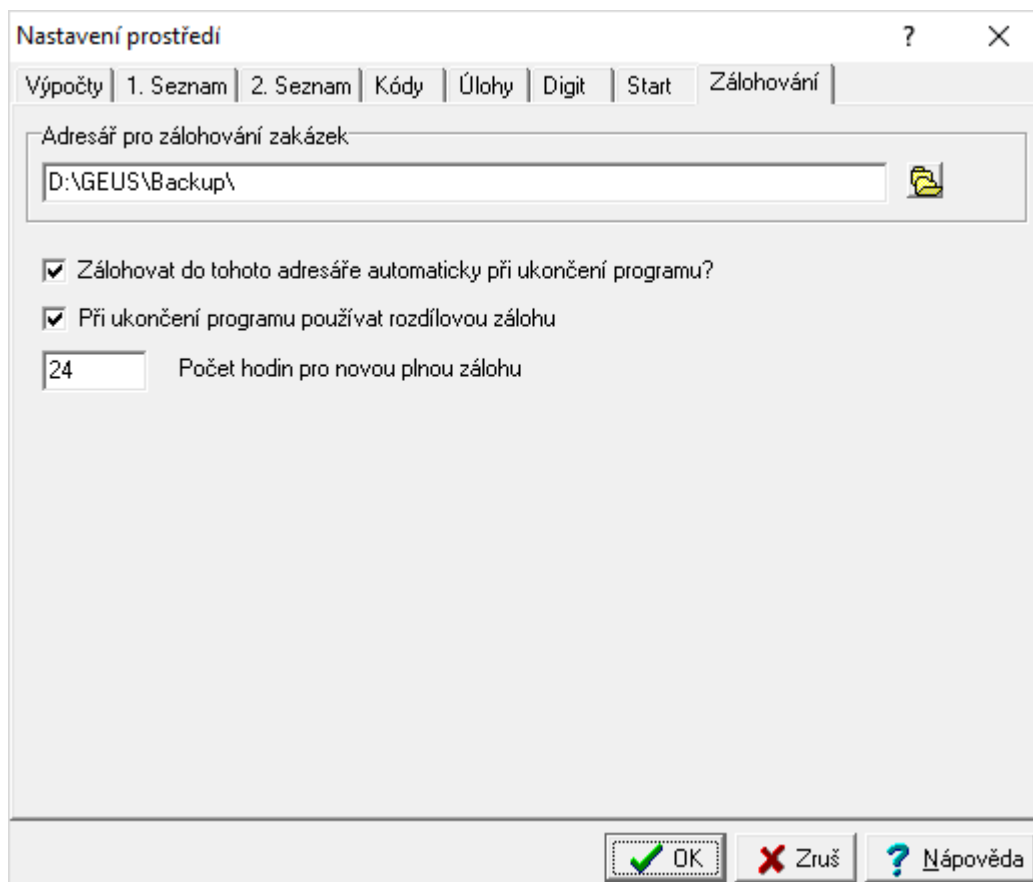 Nastavení prostředí ?
Výpočty 1. Seznam 2. Seznam Kódy Úlohy Digit Start Zálohování
Adresář pro zálohování zakázek
D:\GEUS\Backup\
Zálohovat do tohoto adresáře automaticky při ukončení programu?
Při ukončení programu používat rozdílovou zálohu
24 Počet hodin pro novou plnou zálohu
OK Zruš ? Nápověda